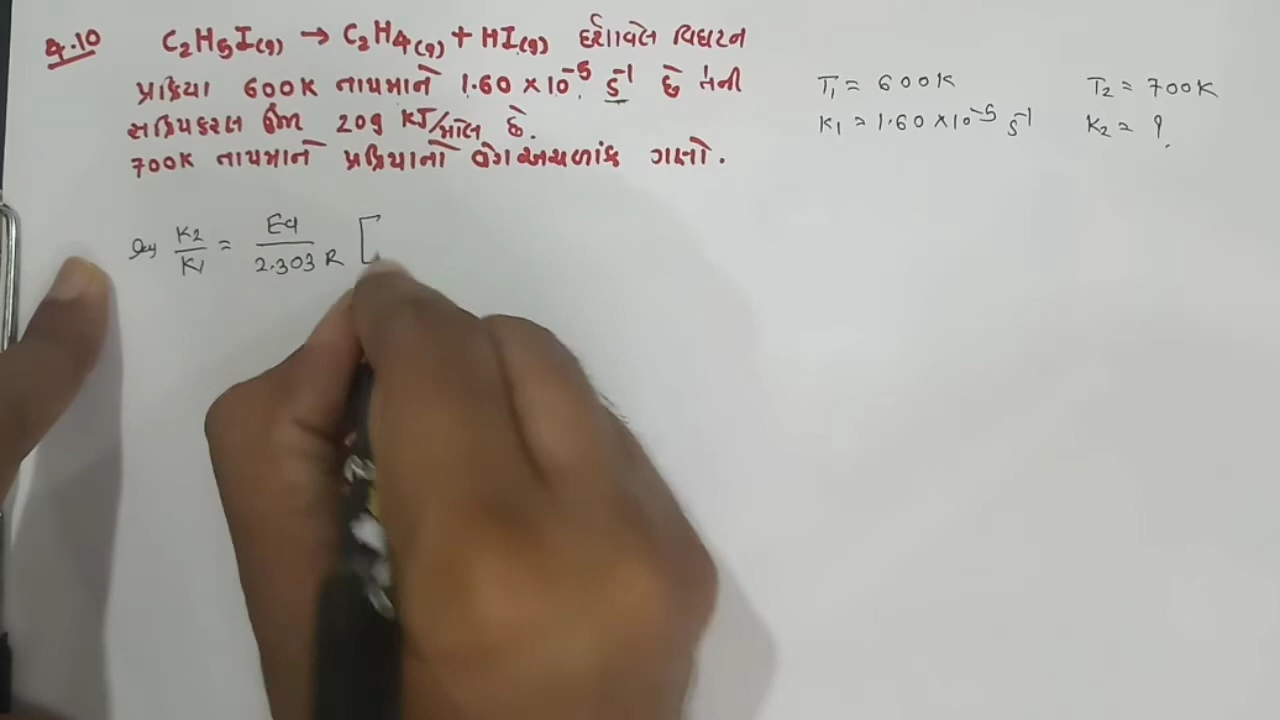 4.10 C₂H₅I(g) → C₂H₄(g) + HI(g) દર્શાવેલ વિઘટન
પ્રક્રિયા 600K તાપમાને 1.60 × 10⁻⁵ s⁻¹ છે તેની
સક્રિયકરણ ઊર્જા 209 KJ/મોલ છે.
700K તાપમાને પ્રક્રિયાનો વેગઅચળાંક ગણો.
T₁ = 600K
K₁ = 1.60 × 10⁻⁵ s⁻¹
T₂ = 700K
K₂ = ?
log K₂/K₁ = Ea/2.303 R [